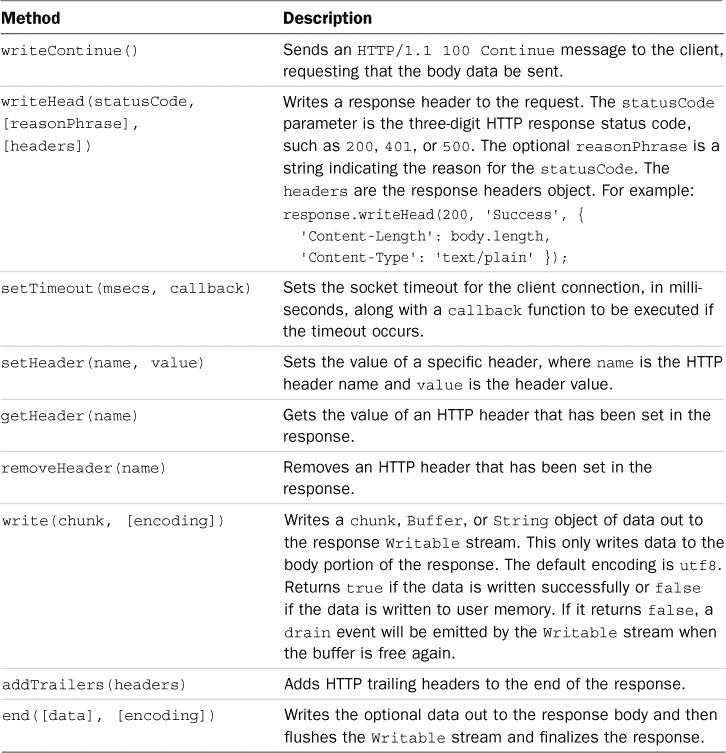 Method Description
writeContinue() Sends an HTTP/1.1 100 Continue message to the client,
requesting that the body data be sent.
writeHead(statusCode, Writes a response header to the request. The statusCode
[reasonPhrase], parameter is the three-digit HTTP response status code,
[headers]) such as 200, 401, or 500. The optional reasonPhrase is a
string indicating the reason for the statusCode. The
headers are the response headers object. For example:
response.writeHead(200, 'Success', {
'Content-Length': body.length,
'Content-Type': 'text/plain' });
setTimeout(msecs, callback) Sets the socket timeout for the client connection, in milli-
seconds, along with a callback function to be executed if
the timeout occurs.
setHeader(name, value) Sets the value of a specific header, where name is the HTTP
header name and value is the header value.
getHeader(name) Gets the value of an HTTP header that has been set in the
response.
removeHeader(name) Removes an HTTP header that has been set in the
response.
write(chunk, [encoding]) Writes a chunk, Buffer, or String object of data out to
the response Writable stream. This only writes data to the
body portion of the response. The default encoding is utf8.
Returns true if the data is written successfully or false
if the data is written to user memory. If it returns false, a
drain event will be emitted by the Writable stream when
the buffer is free again.
addTrailers(headers) Adds HTTP trailing headers to the end of the response.
end([data], [encoding]) Writes the optional data out to the response body and then
flushes the Writable stream and finalizes the response.